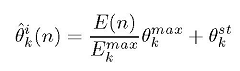 $\hat{\theta}_k^i(n) = \frac{E(n)}{E_k^{max}} \theta_k^{max} + \theta_k^{st}$